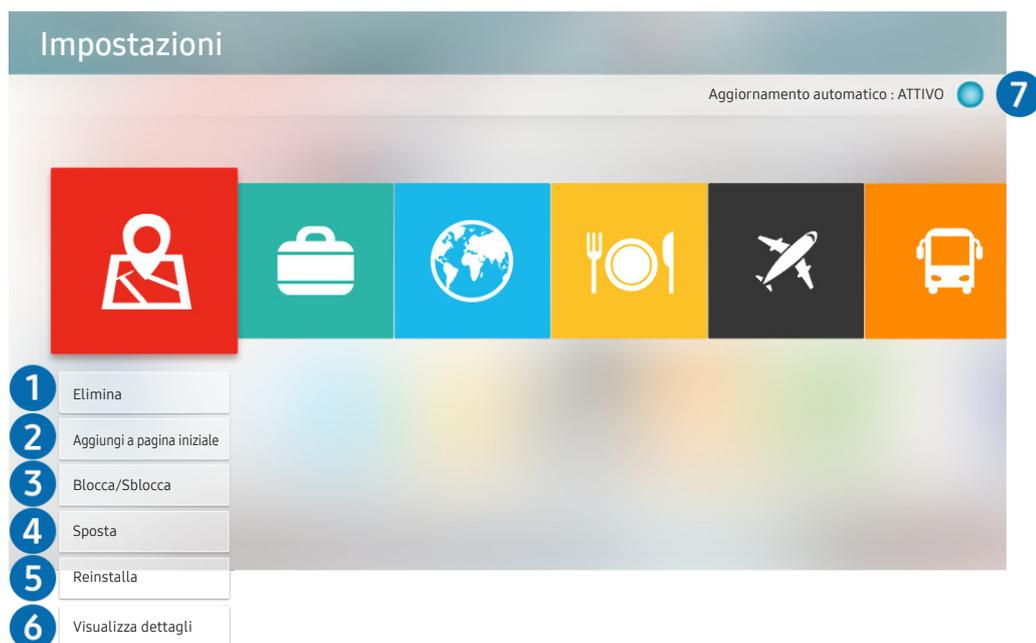 Impostazioni
Aggiornamento automatico : ATTIVO 7
1 Elimina
2 Aggiungi a pagina iniziale
3 Blocca/Sblocca
4 Sposta
5 Reinstalla
6 Visualizza dettagli